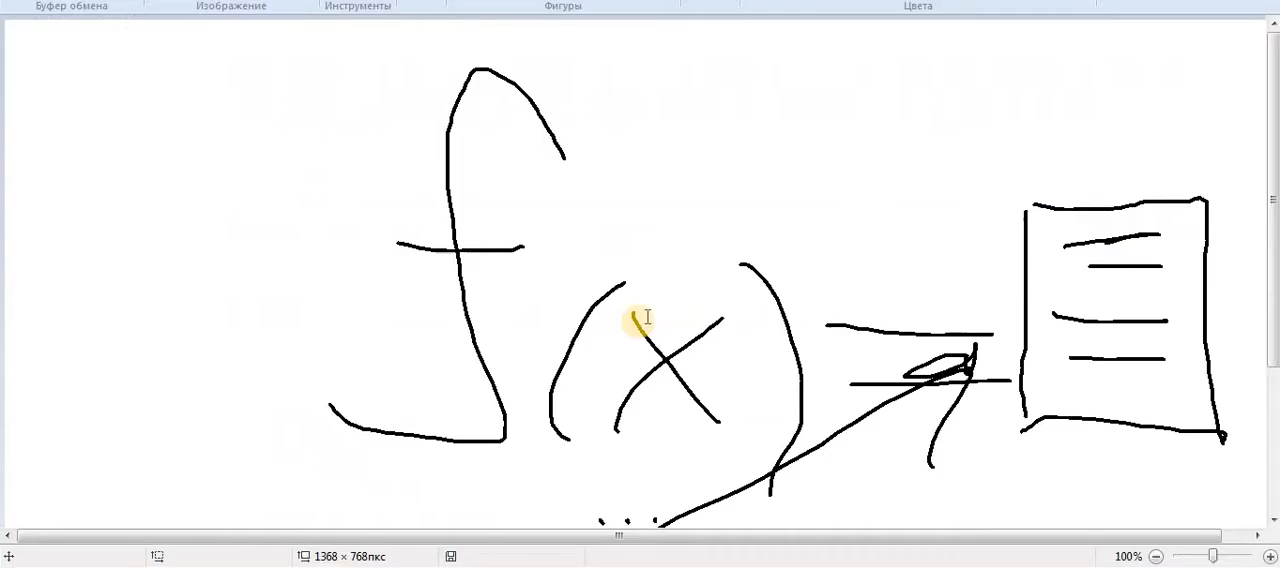 Буфер обмена Изображение Инструменты Фигуры Цвета
f(x) =
...
1368 × 768пкс 100%